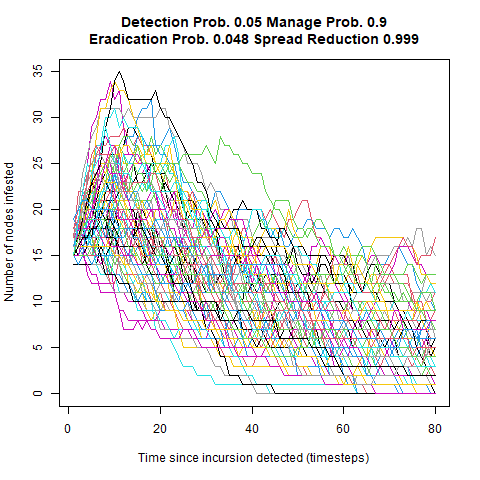 Detection Prob. 0.05 Manage Prob. 0.9
Eradication Prob. 0.048 Spread Reduction 0.999
Number of nodes infested
35
30
25
20
15
10
5
0
0 20 40 60 80
Time since incursion detected (timesteps)